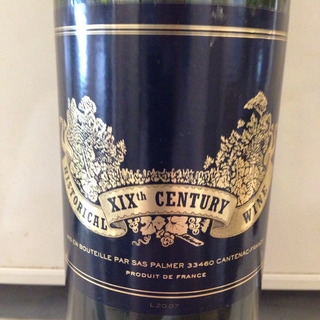 HISTORICAL XIXth CENTURY WINE
MIS EN BOUTEILLE PAR SAS PALMER 33460 CANTENAC-FRANCE
PRODUIT DE FRANCE
L2007